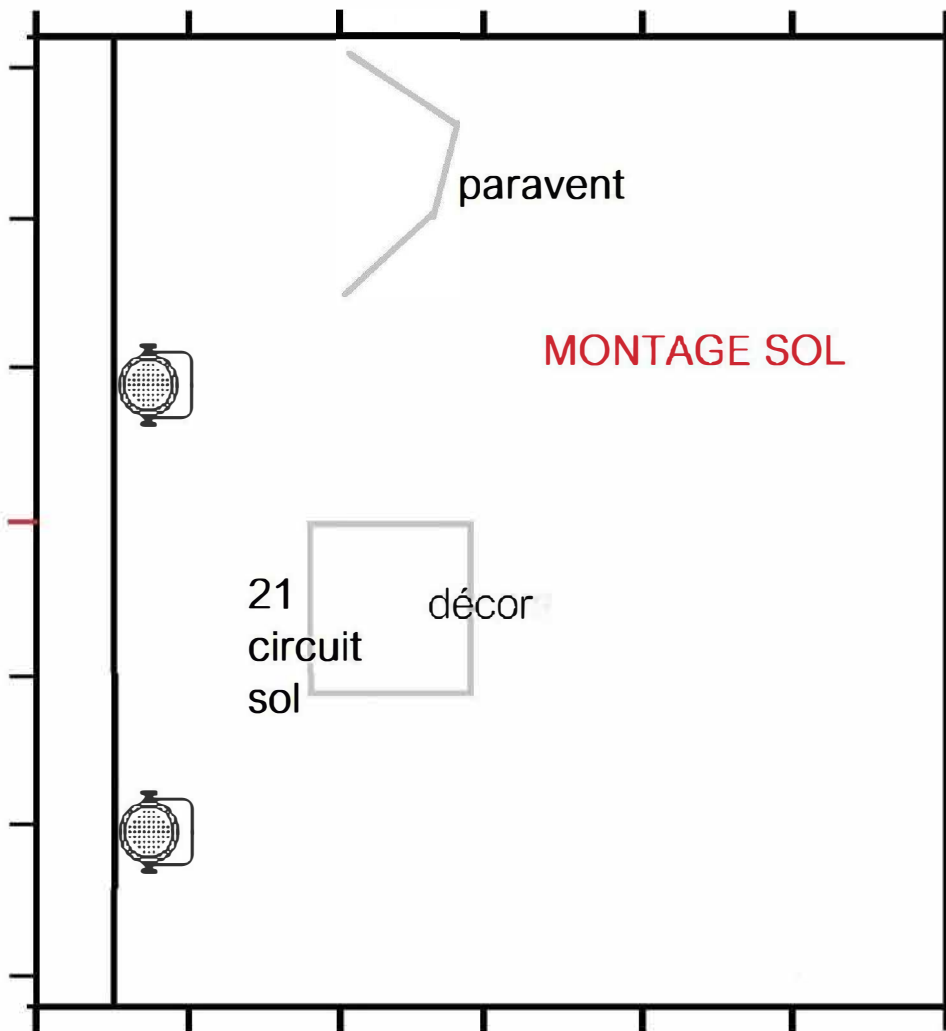 paravent
MONTAGE SOL
21
circuit
sol
décor